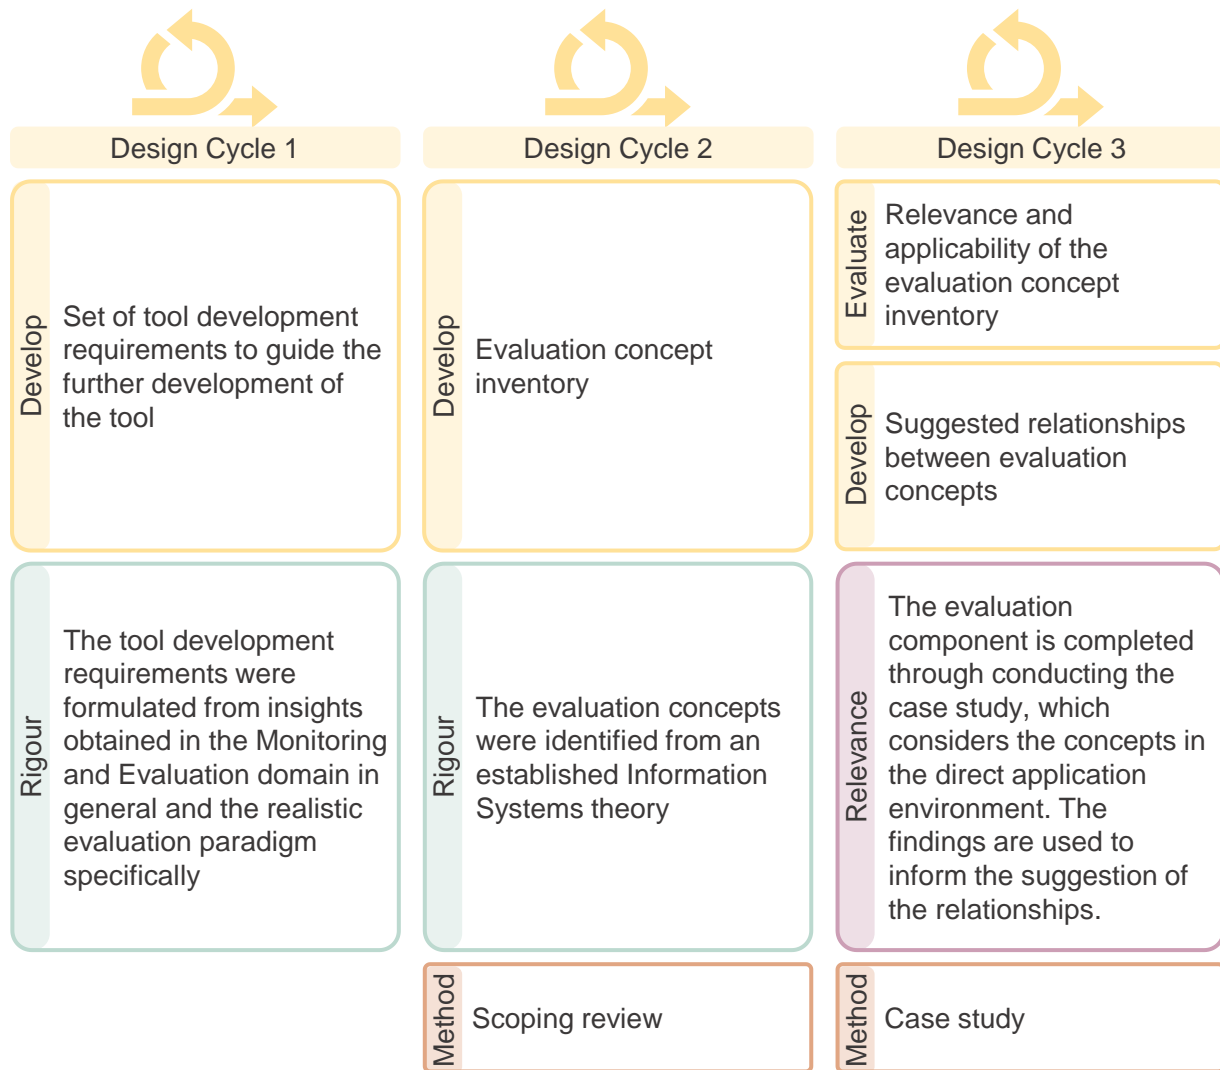 Design Cycle 1
Develop
Set of tool development
requirements to guide the
further development of
the tool
Rigour
The tool development
requirements were
formulated from insights
obtained in the Monitoring
and Evaluation domain in
general and the realistic
evaluation paradigm
specifically
Design Cycle 2
Develop
Evaluation concept
inventory
Rigour
The evaluation concepts
were identified from an
established Information
Systems theory
Method
Scoping review
Design Cycle 3
Evaluate
Relevance and
applicability of the
evaluation concept
inventory
Develop
Suggested relationships
between evaluation
concepts
Relevance
The evaluation
component is completed
through conducting the
case study, which
considers the concepts in
the direct application
environment. The
findings are used to
inform the suggestion of
the relationships.
Method
Case study